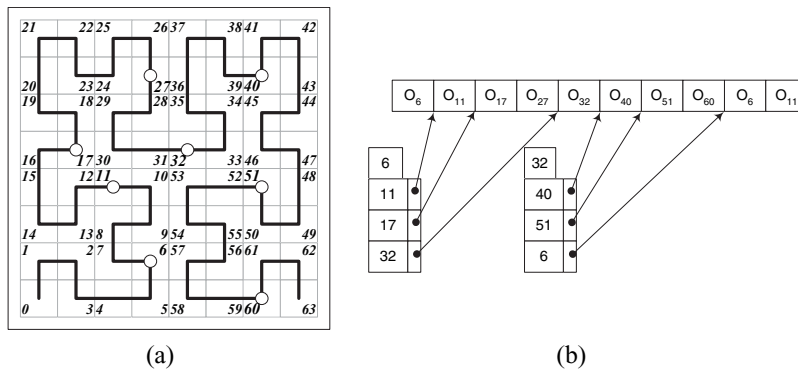 21 22 25 26 37 38 41 42
20 23 24 27 36 39 40 43
19 18 29 28 35 34 45 44
16 17 30 31 32 33 46 47
15 12 11 10 53 52 51 48
14 13 8 9 54 55 50 49
1 2 7 6 57 56 61 62
0 3 4 5 58 59 60 63
(a)
O6 O11 O17 O27 O32 O40 O51 O60 O6 O11
6 32
11 40
17 51
32 6
(b)